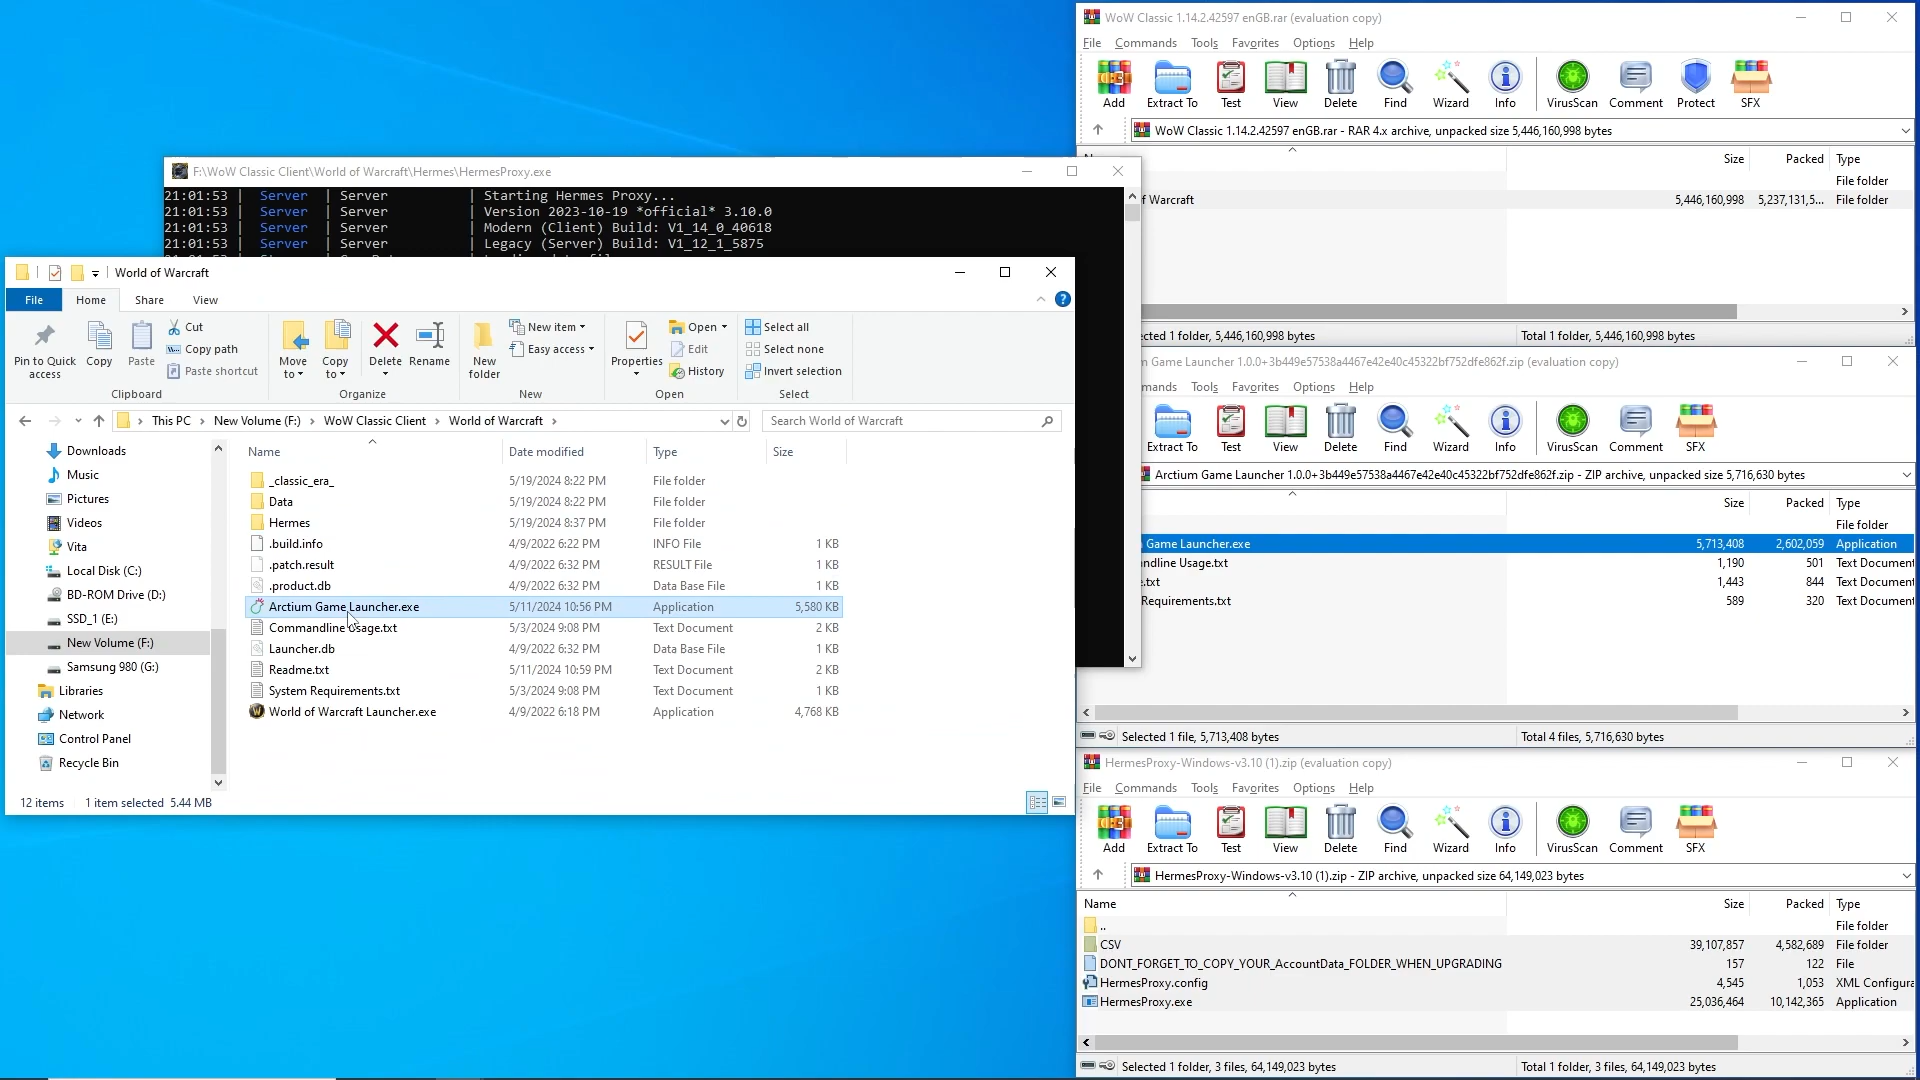 WoW Classic 1.14.2.42597 enGB.rar (evaluation copy)
File Commands Tools Favorites Options Help
Add Extract To Test View Delete Find Wizard Info VirusScan Comment Protect SFX
WoW Classic 1.14.2.42597 enGB.rar - RAR 4.x archive, unpacked size 5,446,160,998 bytes
Size Packed Type
File folder
f Warcraft 5,446,160,998 5,237,131,5... File folder
ected 1 folder, 5,446,160,998 bytes Total 1 folder, 5,446,160,998 bytes
F:\WoW Classic Client\World of Warcraft\Hermes\HermesProxy.exe
21:01:53 | Server | Server | Starting Hermes Proxy...
21:01:53 | Server | Server | Version 2023-10-19 *official* 3.10.0
21:01:53 | Server | Server | Modern (Client) Build: V1_14_0_40618
21:01:53 | Server | Server | Legacy (Server) Build: V1_12_1_5875
World of Warcraft
File Home Share View
Pin to Quick access Copy Paste Cut Copy path Paste shortcut
Move to Copy to Delete Rename New folder New item Easy access
Properties Open Edit History Select all Select none Invert selection
Clipboard Organize New Open Select
This PC New Volume (F:) WoW Classic Client World of Warcraft Search World of Warcraft
Downloads
Music
Pictures
Videos
Vita
Local Disk (C:)
BD-ROM Drive (D:)
SSD_1 (E:)
New Volume (F:)
Samsung 980 (G:)
Libraries
Network
Control Panel
Recycle Bin
Name Date modified Type Size
_classic_era_ 5/19/2024 8:22 PM File folder
Data 5/19/2024 8:22 PM File folder
Hermes 5/19/2024 8:37 PM File folder
.build.info 4/9/2022 6:22 PM INFO File 1 KB
.patch.result 4/9/2022 6:32 PM RESULT File 1 KB
.product.db 4/9/2022 6:32 PM Data Base File 1 KB
Arctium Game Launcher.exe 5/11/2024 10:56 PM Application 5,580 KB
Commandline Usage.txt 5/3/2024 9:08 PM Text Document 2 KB
Launcher.db 4/9/2022 6:32 PM Data Base File 1 KB
Readme.txt 5/11/2024 10:59 PM Text Document 2 KB
System Requirements.txt 5/3/2024 9:08 PM Text Document 1 KB
World of Warcraft Launcher.exe 4/9/2022 6:18 PM Application 4,768 KB
12 items 1 item selected 5.44 MB
m Game Launcher 1.0.0+3b449e57538a4467e42e40c45322bf752dfe862f.zip (evaluation copy)
mmands Tools Favorites Options Help
Extract To Test View Delete Find Wizard Info VirusScan Comment SFX
Arctium Game Launcher 1.0.0+3b449e57538a4467e42e40c45322bf752dfe862f.zip - ZIP archive, unpacked size 5,716,630 bytes
Size Packed Type
File folder
Game Launcher.exe 5,713,408 2,602,059 Application
ndline Usage.txt 1,190 501 Text Document
e.txt 1,443 844 Text Document
Requirements.txt 589 320 Text Document
Selected 1 file, 5,713,408 bytes Total 4 files, 5,716,630 bytes
HermesProxy-Windows-v3.10 (1).zip (evaluation copy)
File Commands Tools Favorites Options Help
Add Extract To Test View Delete Find Wizard Info VirusScan Comment SFX
HermesProxy-Windows-v3.10 (1).zip - ZIP archive, unpacked size 64,149,023 bytes
Name Size Packed Type
.. File folder
CSV 39,107,857 4,582,689 File folder
DONT_FORGET_TO_COPY_YOUR_AccountData_FOLDER_WHEN_UPGRADING 157 122 File
HermesProxy.config 4,545 1,053 XML Configura
HermesProxy.exe 25,036,464 10,142,365 Application
Selected 1 folder, 3 files, 64,149,023 bytes Total 1 folder, 3 files, 64,149,023 bytes